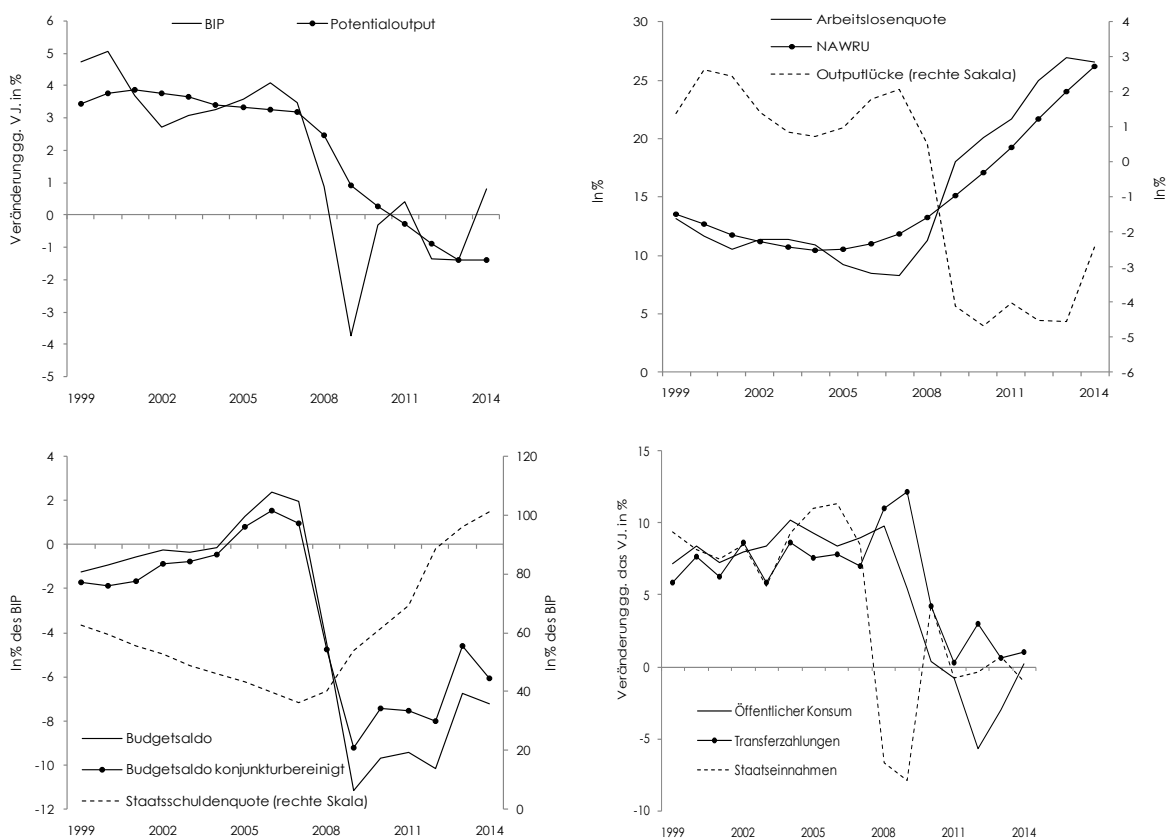 BIP
Potentialoutput
Veränderunggg. V.J. in %
6
5
4
3
2
1
0
-1
-2
-3
-4
-5
1999 2002 2005 2008 2011 2014
Arbeitslosenquote
NAWRU
Outputlücke (rechte Sakala)
In%
30
25
20
15
10
5
0
In%
4
3
2
1
0
-1
-2
-3
-4
-5
-6
1999 2002 2005 2008 2011 2014
In% des BIP
4
2
0
-2
-4
-6
-8
-10
-12
In% des BIP
120
100
80
60
40
20
0
Budgetsaldo
Budgetsaldo konjunkturbereinigt
Staatsschuldenquote (rechte Skala)
1999 2002 2005 2008 2011 2014
Veränderunggg. das V.J. in %
15
10
5
0
-5
-10
Öffentlicher Konsum
Transferzahlungen
Staatseinnahmen
1999 2002 2005 2008 2011 2014